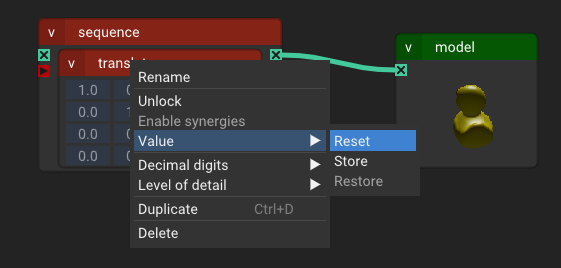 v sequence
v model
v
1.0
0.0
0.0
0.0
Rename
Unlock
Enable synergies
Value
Reset
Store
Restore
Decimal digits
Level of detail
Duplicate Ctrl+D
Delete